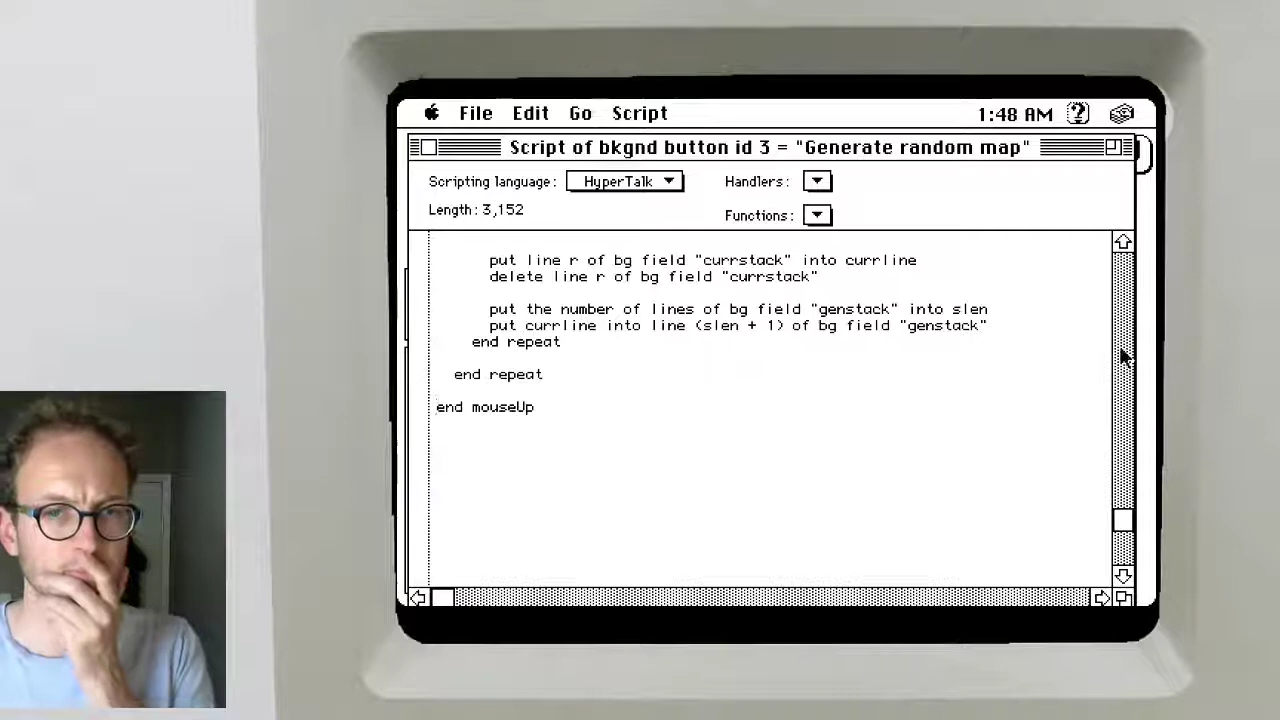 File Edit Go Script 1:48 AM
Script of bkgnd button id 3 = "Generate random map"
Scripting language: HyperTalk Handlers:
Length: 3,152
Functions:
put line r of bg field "currstack" into currline
delete line r of bg field "currstack"
put the number of lines of bg field "genstack" into slen
put currline into line (slen + 1) of bg field "genstack"
end repeat
end repeat
end mouseUp